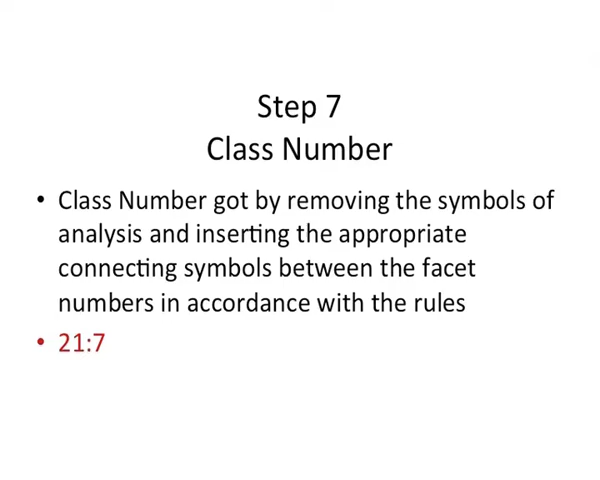 Step 7
Class Number
• Class Number got by removing the symbols of
analysis and inserting the appropriate
connecting symbols between the facet
numbers in accordance with the rules
• 21:7